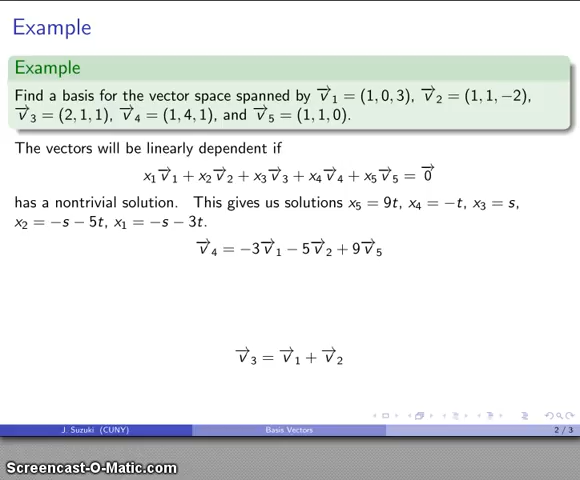 Example
Example
Find a basis for the vector space spanned by v⃗₁ = (1, 0, 3), v⃗₂ = (1, 1, −2),
v⃗₃ = (2, 1, 1), v⃗₄ = (1, 4, 1), and v⃗₅ = (1, 1, 0).
The vectors will be linearly dependent if
x₁v⃗₁ + x₂v⃗₂ + x₃v⃗₃ + x₄v⃗₄ + x₅v⃗₅ = 0⃗
has a nontrivial solution. This gives us solutions x₅ = 9t, x₄ = −t, x₃ = s,
x₂ = −s − 5t, x₁ = −s − 3t.
v⃗₄ = −3v⃗₁ − 5v⃗₂ + 9v⃗₅
v⃗₃ = v⃗₁ + v⃗₂
J. Suzuki (CUNY) Basis Vectors 2 / 3
Screencast-O-Matic.com